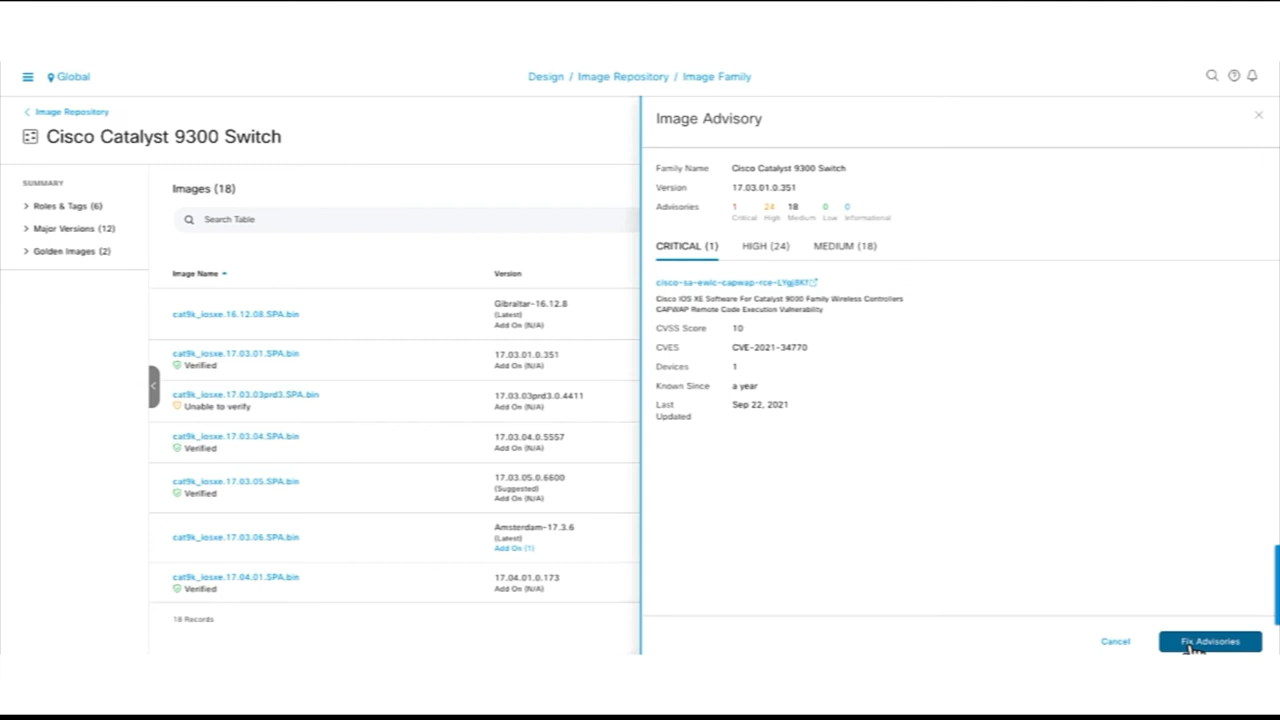 Global
Design / Image Repository / Image Family
Image Repository
Cisco Catalyst 9300 Switch
SUMMARY
Roles & Tags (6)
Major Versions (12)
Golden Images (2)
Images (18)
Search Table
Image Name
Version
cat9k_iosxe.16.12.08.SPA.bin
Gibraltar-16.12.8
(Latest)
Add On (N/A)
cat9k_iosxe.17.03.01.SPA.bin
Verified
17.03.01.0.351
Add On (N/A)
cat9k_iosxe.17.03.03prd3.SPA.bin
Unable to verify
17.03.03prd3.0.4411
Add On (N/A)
cat9k_iosxe.17.03.04.SPA.bin
Verified
17.03.04.0.5557
Add On (N/A)
cat9k_iosxe.17.03.05.SPA.bin
Verified
17.03.05.0.6600
(Suggested)
Add On (N/A)
cat9k_iosxe.17.03.06.SPA.bin
Amsterdam-17.3.6
(Latest)
Add On (1)
cat9k_iosxe.17.04.01.SPA.bin
Verified
17.04.01.0.173
Add On (N/A)
18 Records
Image Advisory
Family Name Cisco Catalyst 9300 Switch
Version 17.03.01.0.351
Advisories 1 24 18 0 0
Critical High Medium Low Informational
CRITICAL (1) HIGH (24) MEDIUM (18)
Cisco IOS XE Software For Catalyst 9000 Family Wireless Controllers
CAPWAP Remote Code Execution Vulnerability
CVSS Score 10
CVES CVE-2021-34770
Devices 1
Known Since a year
Last Updated Sep 22, 2021
Cancel
Fix Advisories